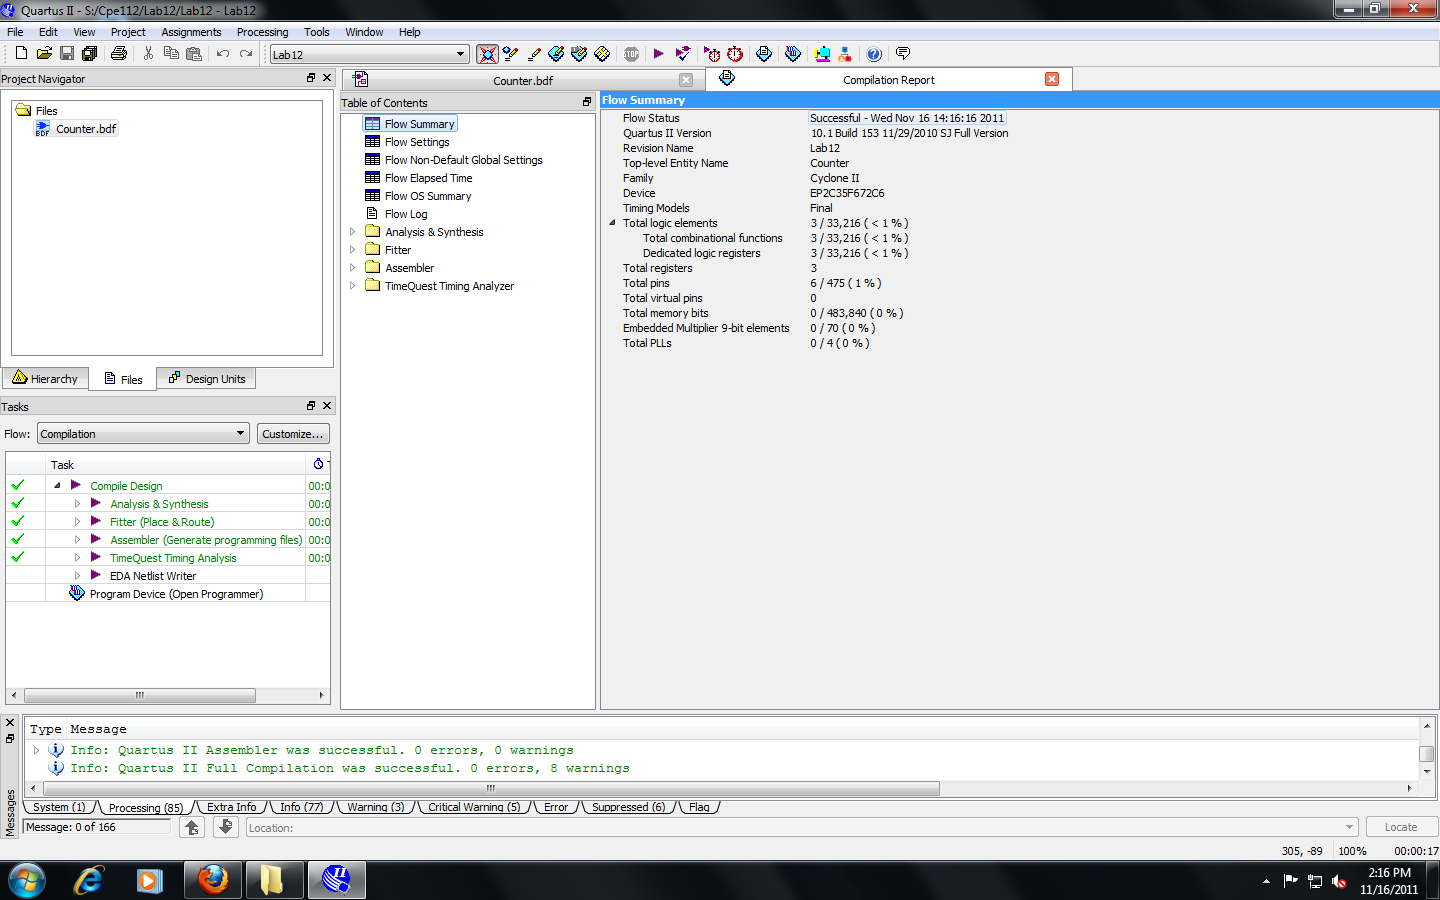 Quartus II - S:/Cpe112/Lab12/Lab12 - Lab12
File Edit View Project Assignments Processing Tools Window Help
Lab12
STOP
Project Navigator
Files
Counter.bdf
BDF
Hierarchy
Files
Design Units
Tasks
Flow: Compilation
Customize...
Task
Compile Design 00:0
Analysis & Synthesis 00:0
Fitter (Place & Route) 00:0
Assembler (Generate programming files) 00:0
TimeQuest Timing Analysis 00:0
EDA Netlist Writer
Program Device (Open Programmer)
Counter.bdf
Compilation Report
Table of Contents
Flow Summary
Flow Settings
Flow Non-Default Global Settings
Flow Elapsed Time
Flow OS Summary
Flow Log
Analysis & Synthesis
Fitter
Assembler
TimeQuest Timing Analyzer
Flow Summary
Flow Status Successful - Wed Nov 16 14:16:16 2011
Quartus II Version 10.1 Build 153 11/29/2010 SJ Full Version
Revision Name Lab12
Top-level Entity Name Counter
Family Cyclone II
Device EP2C35F672C6
Timing Models Final
Total logic elements 3 / 33,216 ( < 1 % )
Total combinational functions 3 / 33,216 ( < 1 % )
Dedicated logic registers 3 / 33,216 ( < 1 % )
Total registers 3
Total pins 6 / 475 ( 1 % )
Total virtual pins 0
Total memory bits 0 / 483,840 ( 0 % )
Embedded Multiplier 9-bit elements 0 / 70 ( 0 % )
Total PLLs 0 / 4 ( 0 % )
Messages
Type Message
Info: Quartus II Assembler was successful. 0 errors, 0 warnings
Info: Quartus II Full Compilation was successful. 0 errors, 8 warnings
System (1) Processing (85) Extra Info Info (77) Warning (3) Critical Warning (5) Error Suppressed (6) Flag
Message: 0 of 166
Location:
Locate
305, -89 100% 00:00:17
2:16 PM
11/16/2011